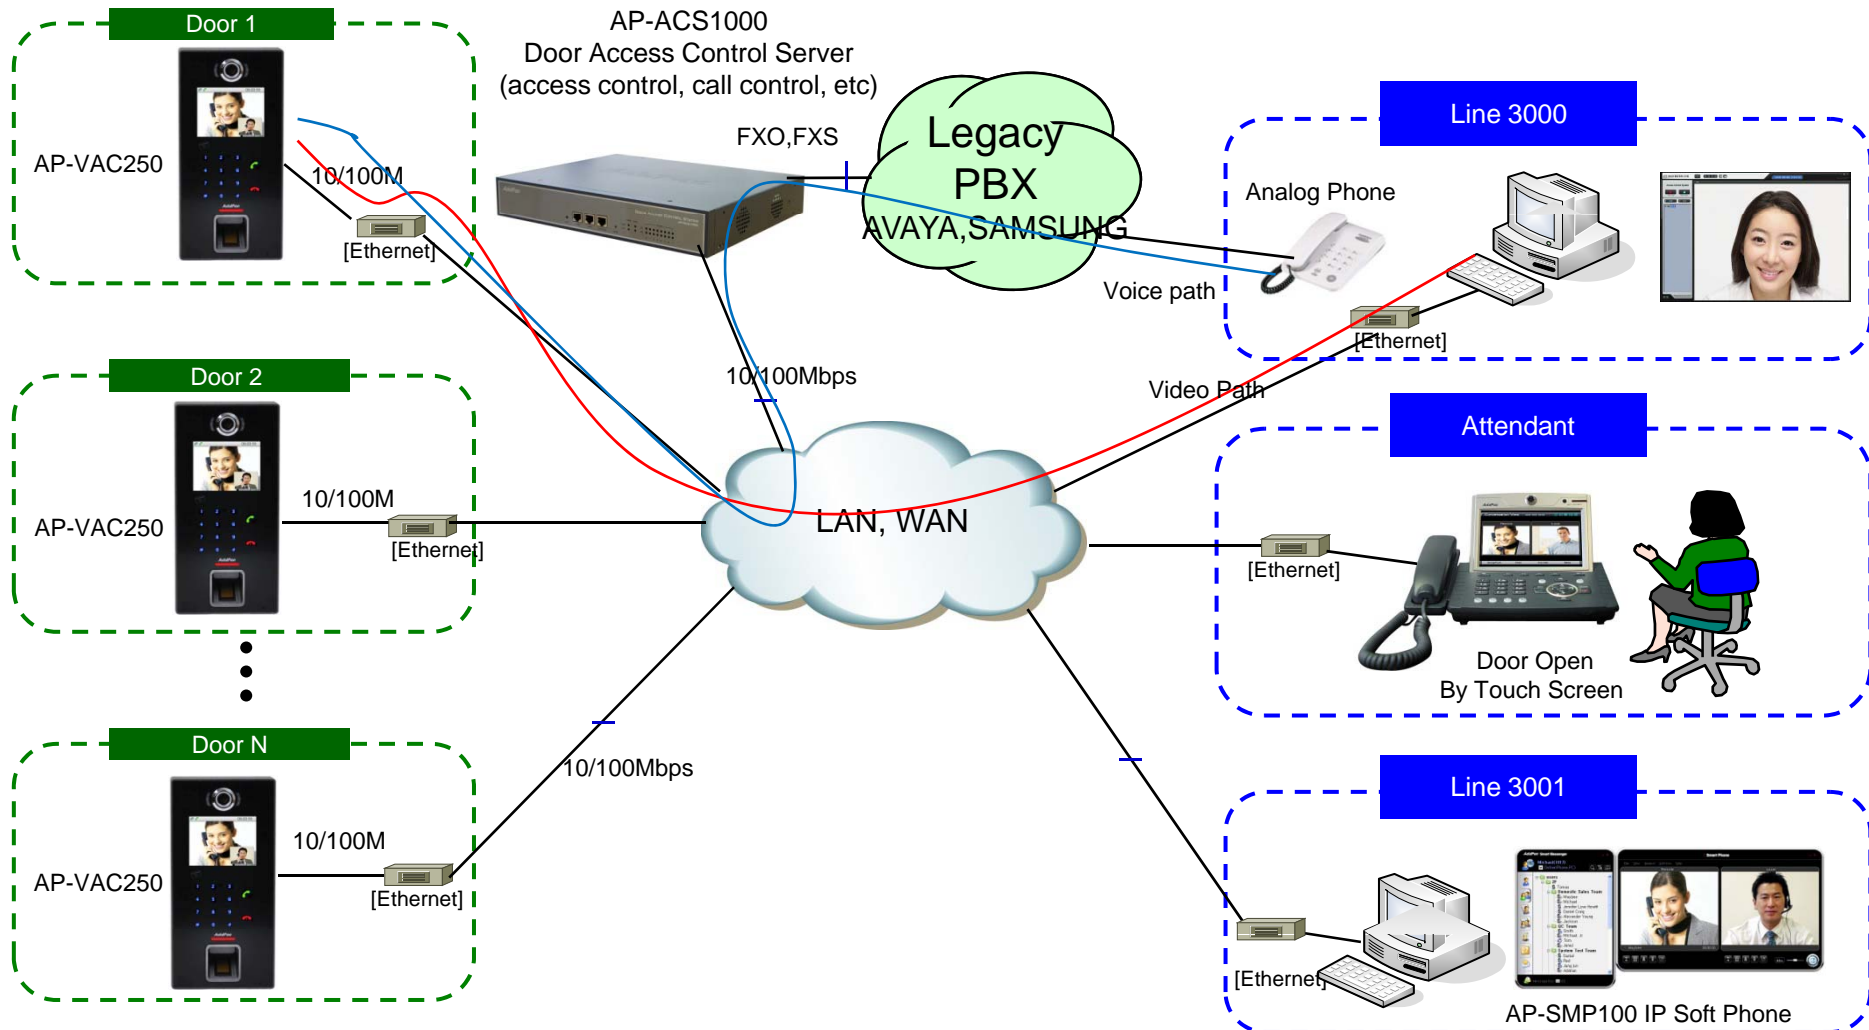 Door 1
AP-VAC250
10/100M
[Ethernet]
AP-ACS1000
Door Access Control Server
(access control, call control, etc)
FXO,FXS
Legacy
PBX
AVAYA,SAMSUNG
Voice path
Line 3000
Analog Phone
[Ethernet]
Video Path
10/100Mbps
Door 2
AP-VAC250
10/100M
[Ethernet]
LAN, WAN
Attendant
[Ethernet]
Door Open
By Touch Screen
Door N
AP-VAC250
10/100M
[Ethernet]
10/100Mbps
Line 3001
[Ethernet]
AP-SMP100 IP Soft Phone